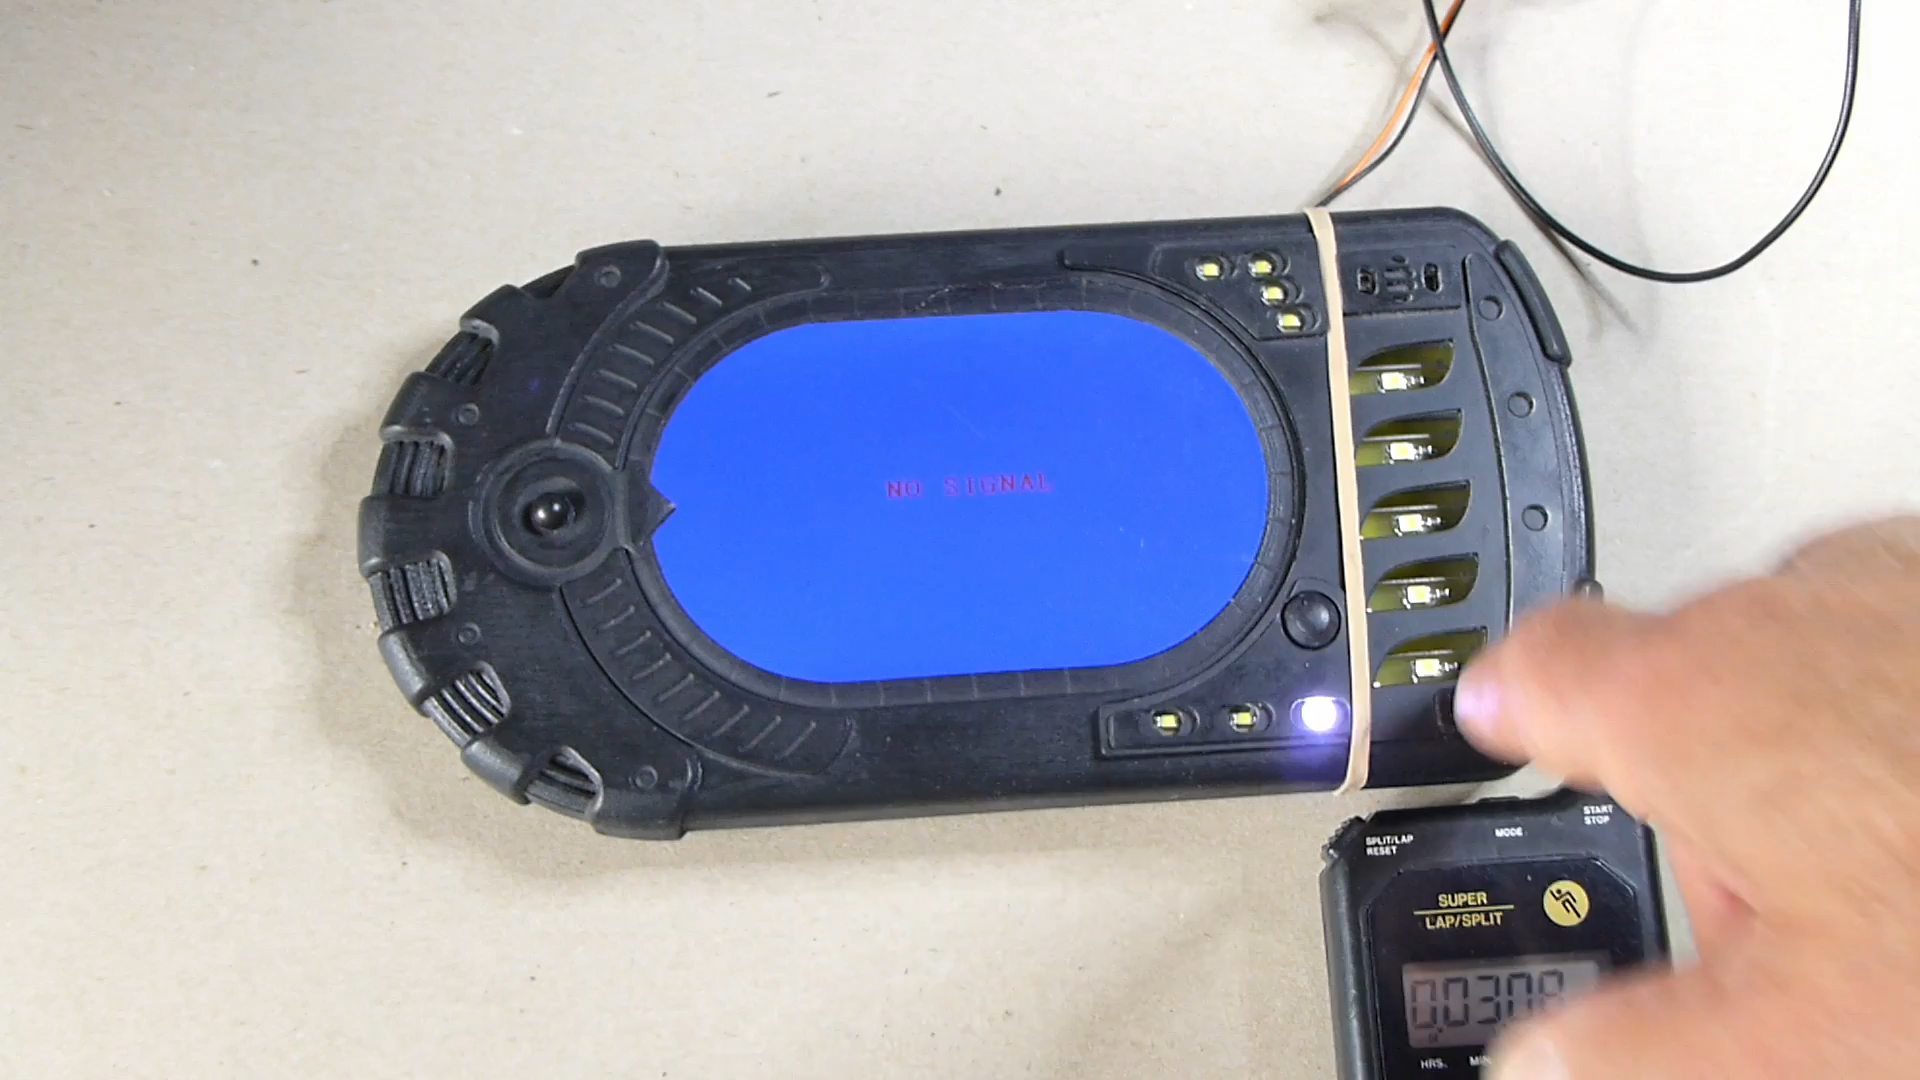 NO SIGNAL
SPLIT/LAP
RESET
MODE
START
STOP
SUPER
LAP/SPLIT
HRS.